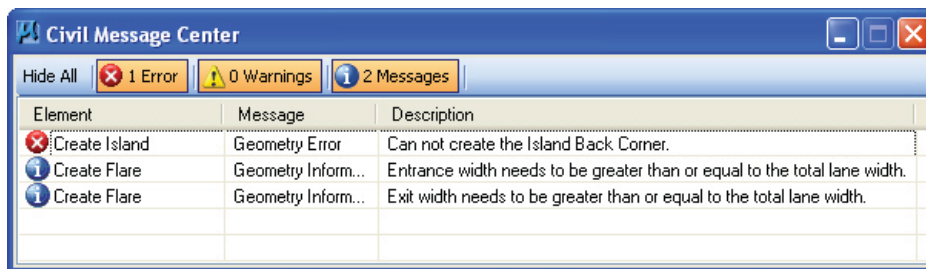 Civil Message Center
Hide All 1 Error 0 Warnings 2 Messages
Element Message Description
Create Island Geometry Error Can not create the Island Back Corner.
Create Flare Geometry Inform... Entrance width needs to be greater than or equal to the total lane width.
Create Flare Geometry Inform... Exit width needs to be greater than or equal to the total lane width.